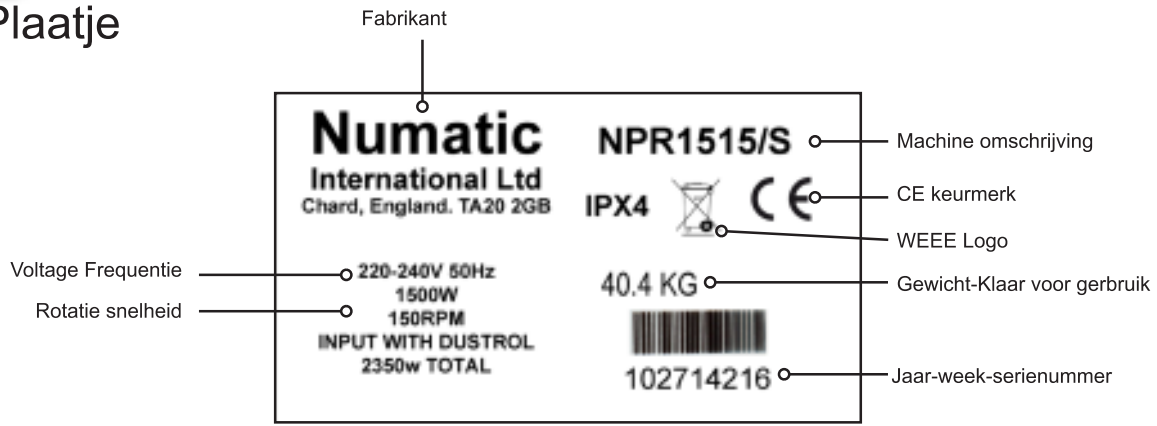 Plaatje
Fabrikant
Numatic
International Ltd
Chard, England. TA20 2GB
NPR1515/S
Machine omschrijving
IPX4
CE
CE keurmerk
WEEE Logo
Voltage Frequentie
220-240V 50Hz
1500W
Rotatie snelheid
150RPM
INPUT WITH DUSTROL
2350w TOTAL
40.4 KG
Gewicht-Klaar voor gerbruik
102714216
Jaar-week-serienummer